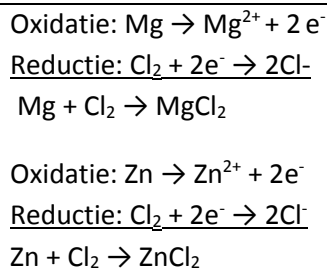 Oxidatie: Mg → Mg²⁺ + 2 e⁻
Reductie: Cl₂ + 2e⁻ → 2Cl-
Mg + Cl₂ → MgCl₂
Oxidatie: Zn → Zn²⁺ + 2e⁻
Reductie: Cl₂ + 2e⁻ → 2Cl⁻
Zn + Cl₂ → ZnCl₂